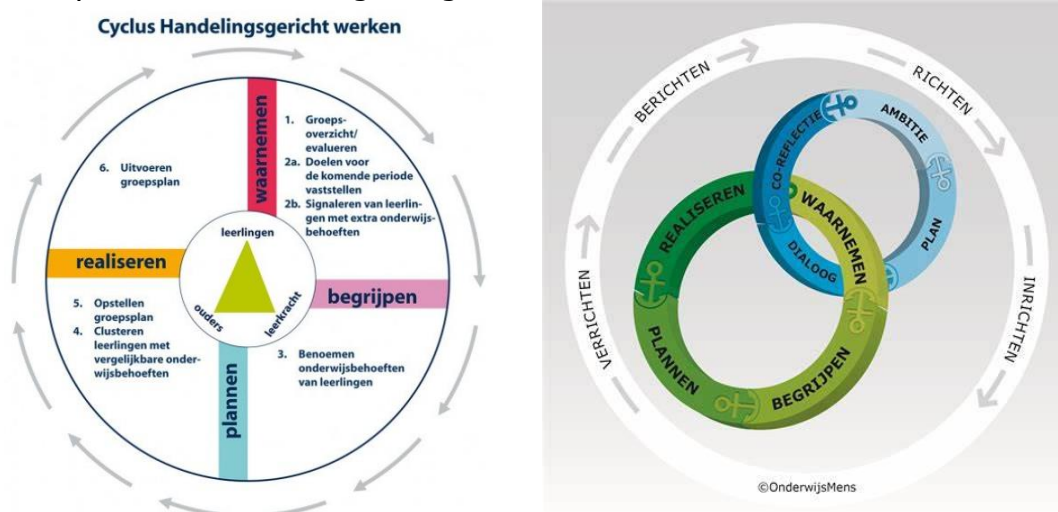 Cyclus Handelingsgericht werken
waarnemen
1. Groeps-
overzicht/
evalueren
2a. Doelen voor
de komende periode
vaststellen
2b. Signaleren van leerlin-
gen met extra onderwijs-
behoeften
6. Uitvoeren
groepsplan
leerlingen
ouders
leerkracht
realiseren
begrijpen
5. Opstellen
groepsplan
4. Clusteren
leerlingen met
vergelijkbare onder-
wijsbehoeften
3. Benoemen
onderwijsbehoeften
van leerlingen
plannen
BERICHTEN
RICHTEN
INRICHTEN
VERRICHTEN
CO-REFLECTIE
AMBITIE
PLAN
DIALOOG
REALISEREN
WAARNEMEN
BEGRIJPEN
PLANNEN
©OnderwijsMens